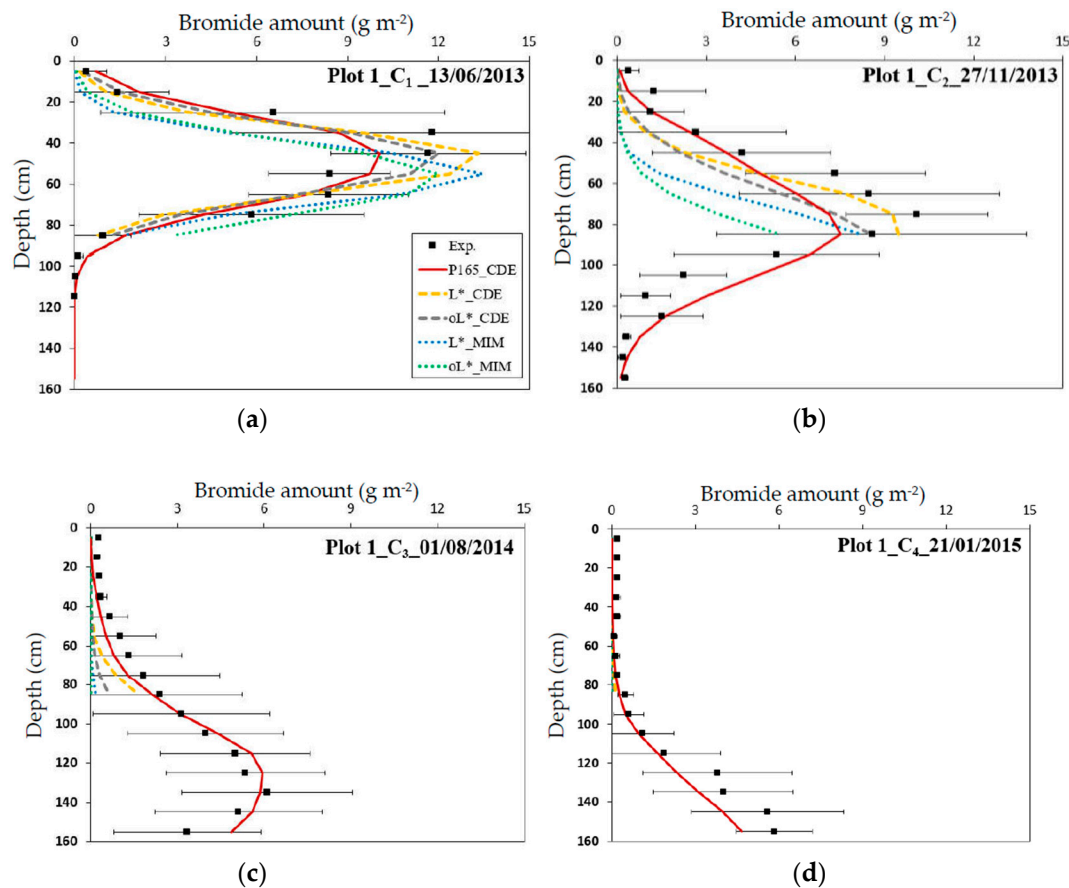 Bromide amount (g m-2)
0 3 6 9 12 15
Plot 1_C1 _13/06/2013
0
20
40
60
80
100
120
140
160
Depth (cm)
Exp.
P165_CDE
L*_CDE
oL*_CDE
L*_MIM
oL*_MIM
(a)
Bromide amount (g m-2)
0 3 6 9 12 15
Plot 1_C2_27/11/2013
0
20
40
60
80
100
120
140
160
Depth (cm)
(b)
Bromide amount (g m-2)
0 3 6 9 12 15
Plot 1_C3_01/08/2014
0
20
40
60
80
100
120
140
160
Depth (cm)
(c)
Bromide amount (g m-2)
0 3 6 9 12 15
Plot 1_C4_21/01/2015
0
20
40
60
80
100
120
140
160
Depth (cm)
(d)